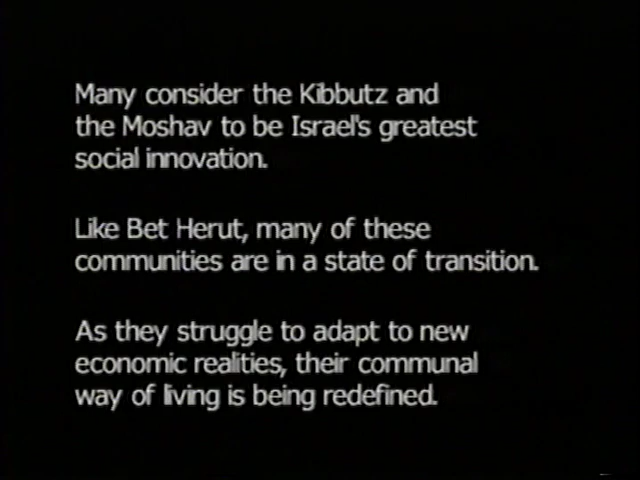 Many consider the Kibbutz and
the Moshav to be Israel's greatest
social innovation.
Like Bet Herut, many of these
communities are in a state of transition.
As they struggle to adapt to new
economic realities, their communal
way of living is being redefined.